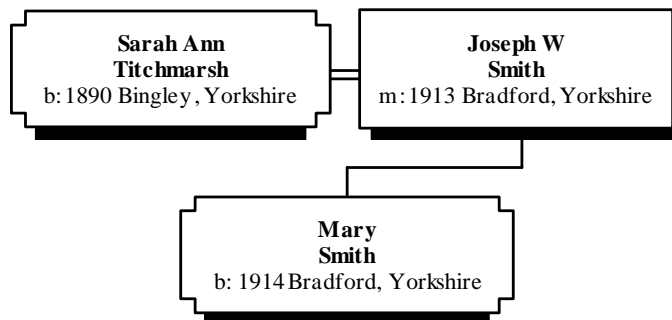 Sarah Ann
Titchmarsh
b: 1890 Bingley, Yorkshire
Joseph W
Smith
m: 1913 Bradford, Yorkshire
Mary
Smith
b: 1914 Bradford, Yorkshire